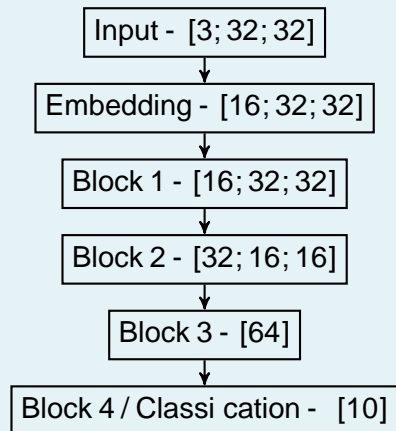 Input - [3; 32; 32]
Embedding - [16; 32; 32]
Block 1 - [16; 32; 32]
Block 2 - [32; 16; 16]
Block 3 - [64]
Block 4 / Classi cation - [10]